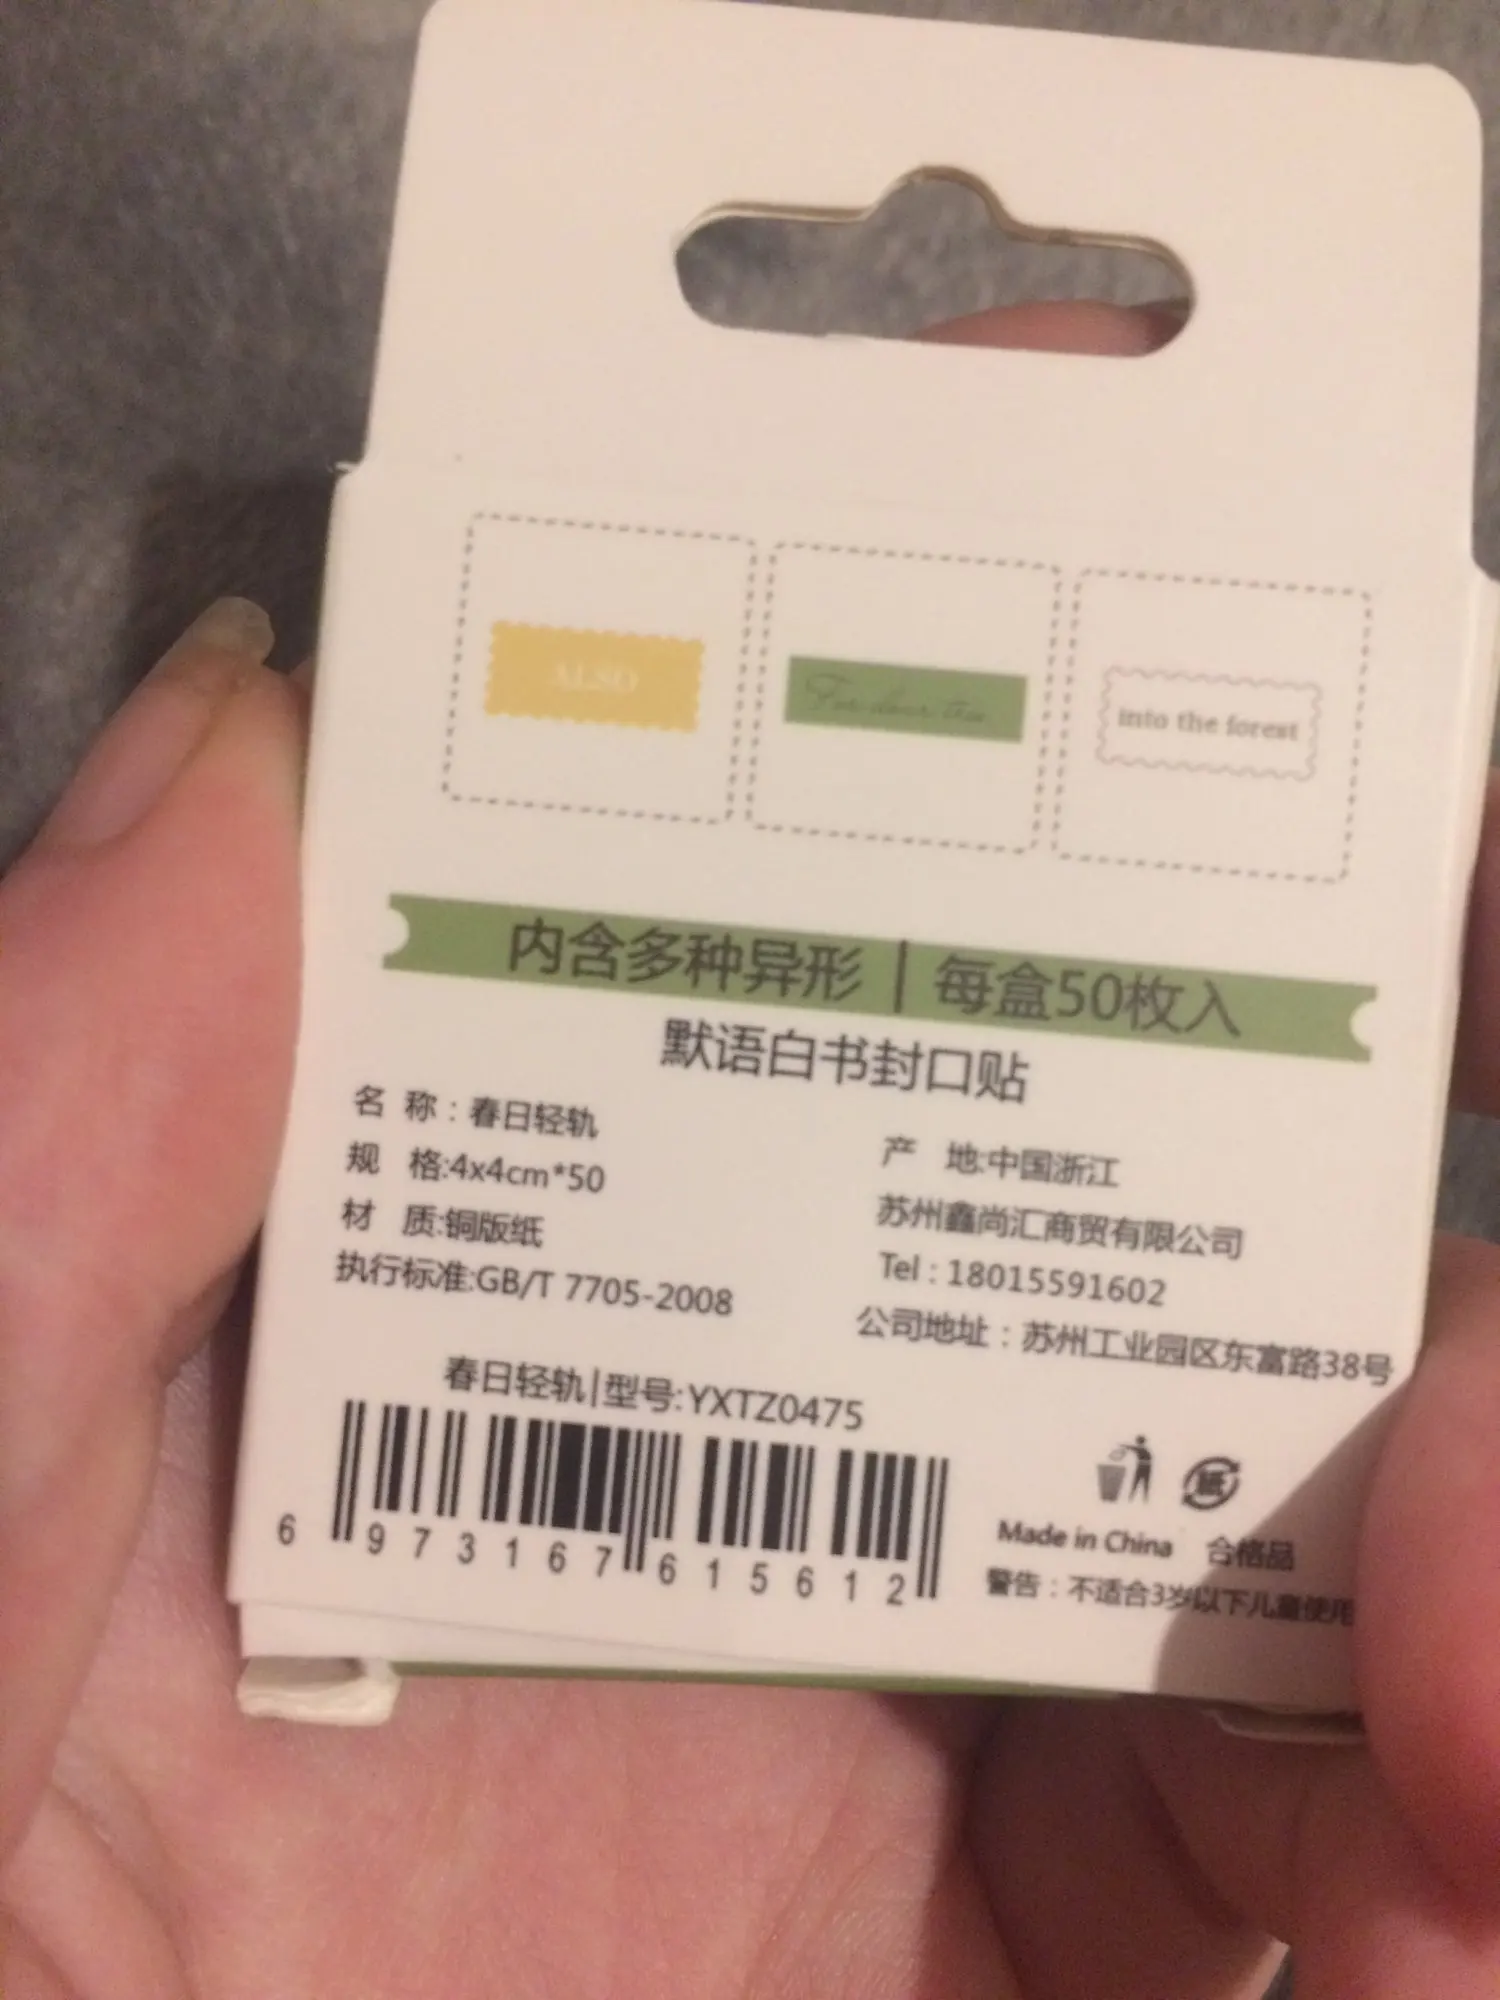 ALSO
into the forest
内含多种异形 | 每盒50枚入
默语白书封口贴
名 称：春日轻轨
规 格:4x4cm*50
材 质:铜版纸
执行标准:GB/T 7705-2008
产 地:中国浙江
苏州鑫尚汇商贸有限公司
Tel : 18015591602
公司地址：苏州工业园区东富路38号
春日轻轨|型号:YXTZ0475
6 973167 615612
纸
Made in China 合格品
警告：不适合3岁以下儿童使用